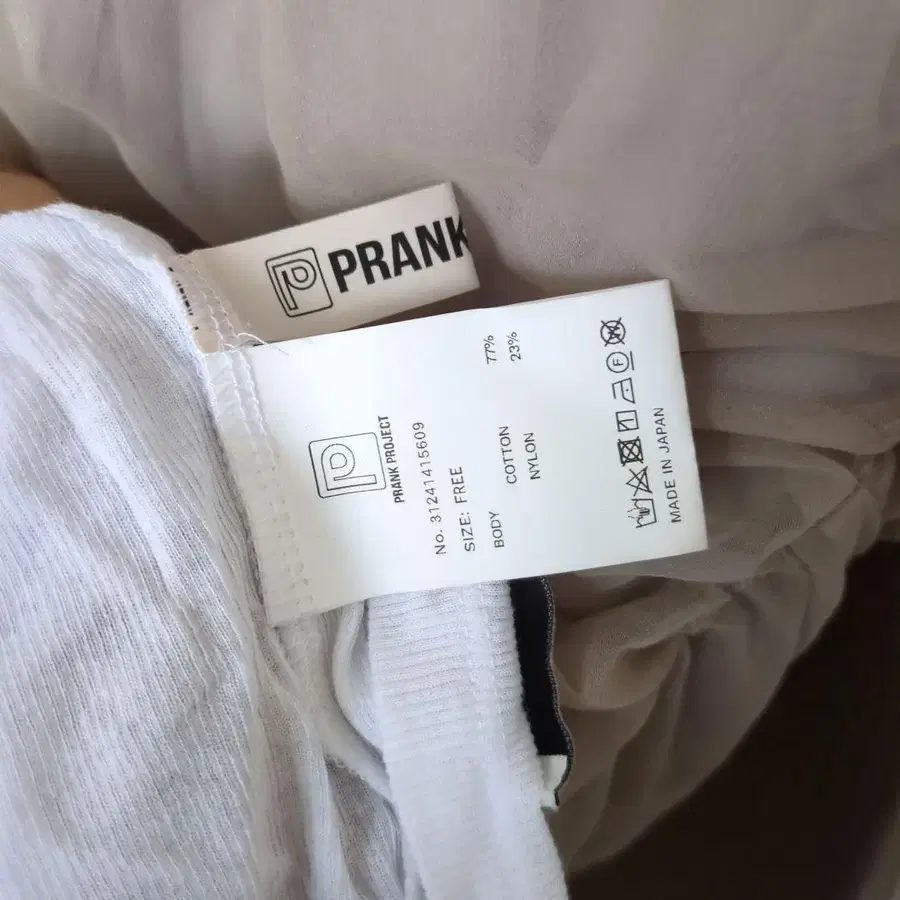 PRANK
PRANK PROJECT
No. 31241415609
SIZE: FREE
BODY
COTTON 77%
NYLON 23%
MADE IN JAPAN